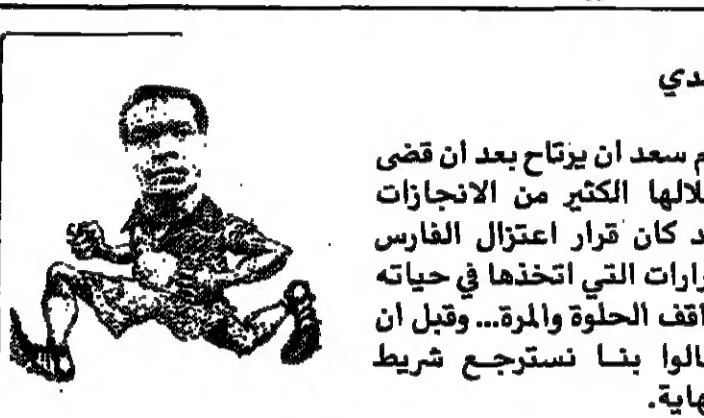 دي
م سعد ان يرتاح بعد أن قضى
لالها الكثير من الانجازات
د كان قرار اعتزال الفارس
رارات التي اتخذها في حياته
اقف الحلوة والمرة... وقبل ان
الوا بنا نسترجع شريط
هاية.